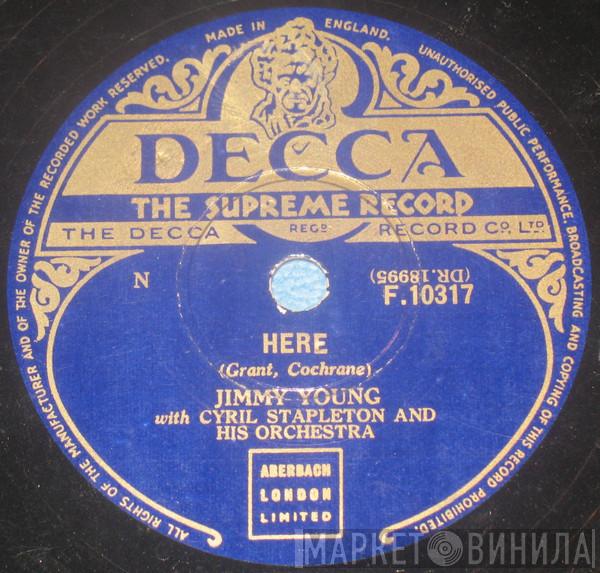 MADE IN ENGLAND.
ALL RIGHTS OF THE MANUFACTURER AND OF THE OWNER OF THE RECORDED WORK RESERVED.
UNAUTHORISED PUBLIC PERFORMANCE, BROADCASTING AND COPYING OF THIS RECORD PROHIBITED.
DECCA
THE SUPREME RECORD
THE DECCA REGD. RECORD CO. LTD.
N
(DR.18995)
F.10317
HERE
(Grant, Cochrane)
JIMMY YOUNG
with CYRIL STAPLETON AND
HIS ORCHESTRA
ABERBACH
LONDON
LIMITED
МАРКЕТ ВИНИЛА